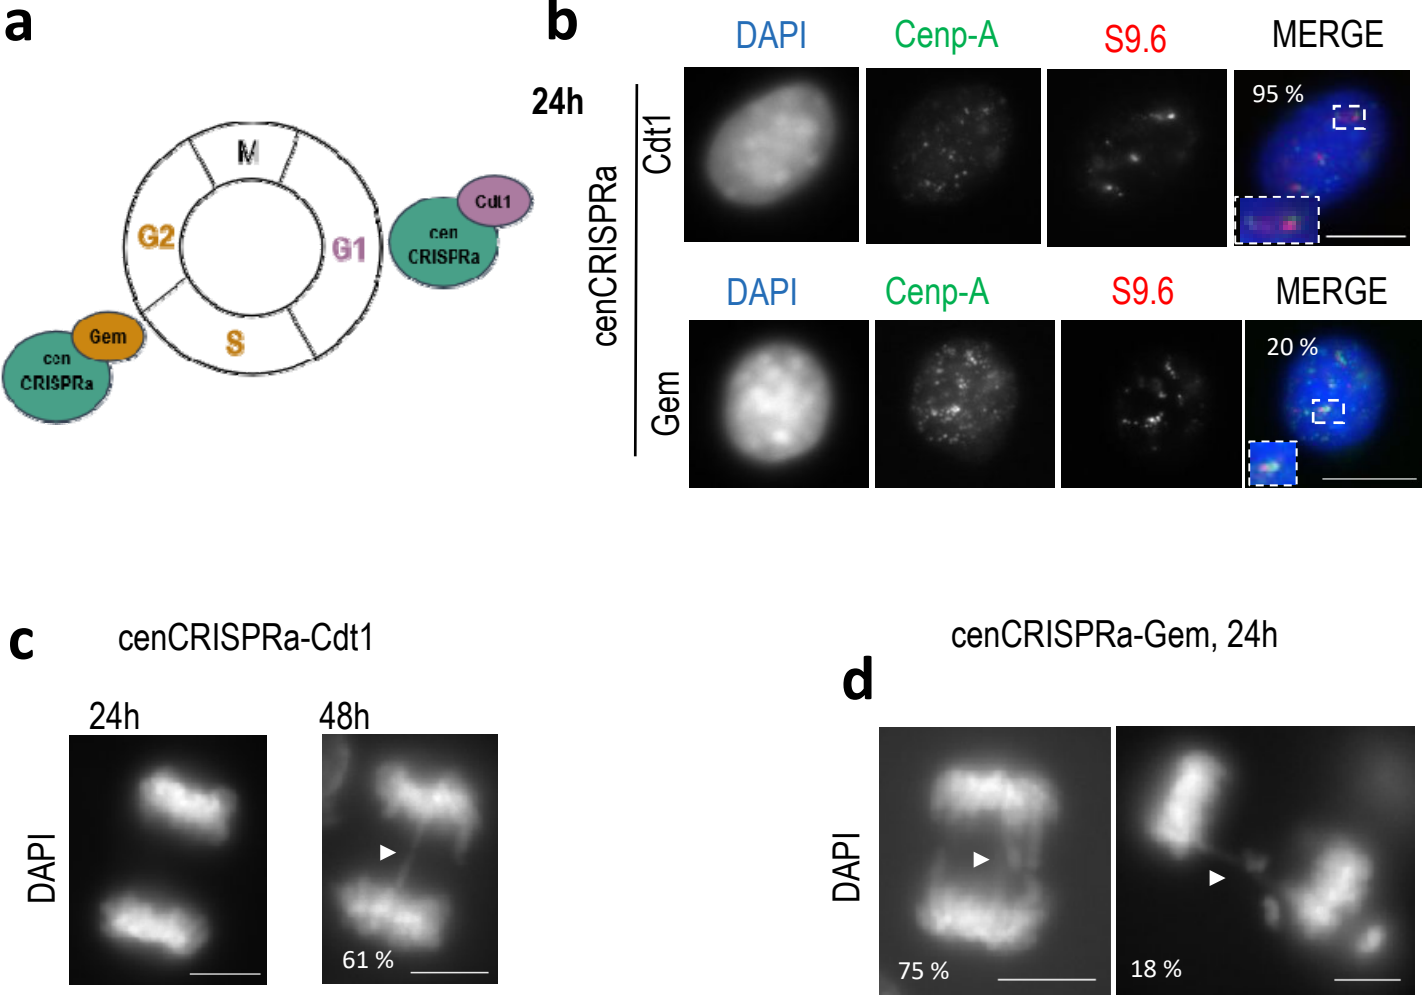 a
M
G2
G1
S
Cdt1
cen
CRISPRa
Gem
cen
CRISPRa
b
24h
cenCRISPRa
Cdt1
DAPI Cenp-A S9.6 MERGE
95 %
Gem
DAPI Cenp-A S9.6 MERGE
20 %
c
cenCRISPRa-Cdt1
24h 48h
DAPI
61 %
d
cenCRISPRa-Gem, 24h
DAPI
75 %
18 %